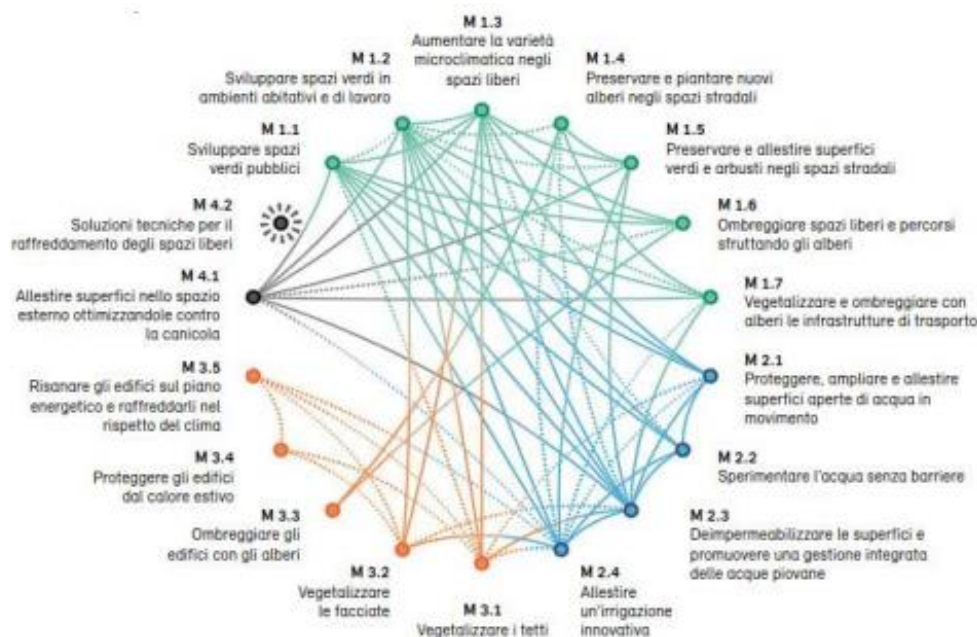 M 1.3
Aumentare la varietà
microclimatica negli
spazi liberi
M 1.2
Sviluppare spazi verdi in
ambienti abitativi e di lavoro
M 1.4
Preservare e piantare nuovi
alberi negli spazi stradali
M 1.1
Sviluppare spazi
verdi pubblici
M 1.5
Preservare e allestire superfici
verdi e arbusti negli spazi stradali
M 4.2
Soluzioni tecniche per il
raffreddamento degli spazi liberi
M 1.6
Ombreggiare spazi liberi e percorsi
struttando gli alberi
M 4.1
Allestire superfici nello spazio
esterno ottimizzandole contro
la canicola
M 1.7
Vegetalizzare e ombreggiare con
alberi le infrastrutture di trasporto
M 3.5
Risanare gli edifici sul piano
energetico e raffreddarli nel
rispetto del clima
M 2.1
Proteggere, ampliare e allestire
superfici aperte di acqua in
movimento
M 3.4
Proteggere gli edifici
dal calore estivo
M 2.2
Sperimentare l'acqua senza barriere
M 3.3
Ombreggiare gli
edifici con gli alberi
M 2.3
Deimpermeabilizzare le superfici e
promuovere una gestione integrata
delle acque piovane
M 3.2
Vegetalizzare
le facciate
M 3.1
Vegetalizzare i tetti
M 2.4
Allestire
un'irrigazione
innovativa